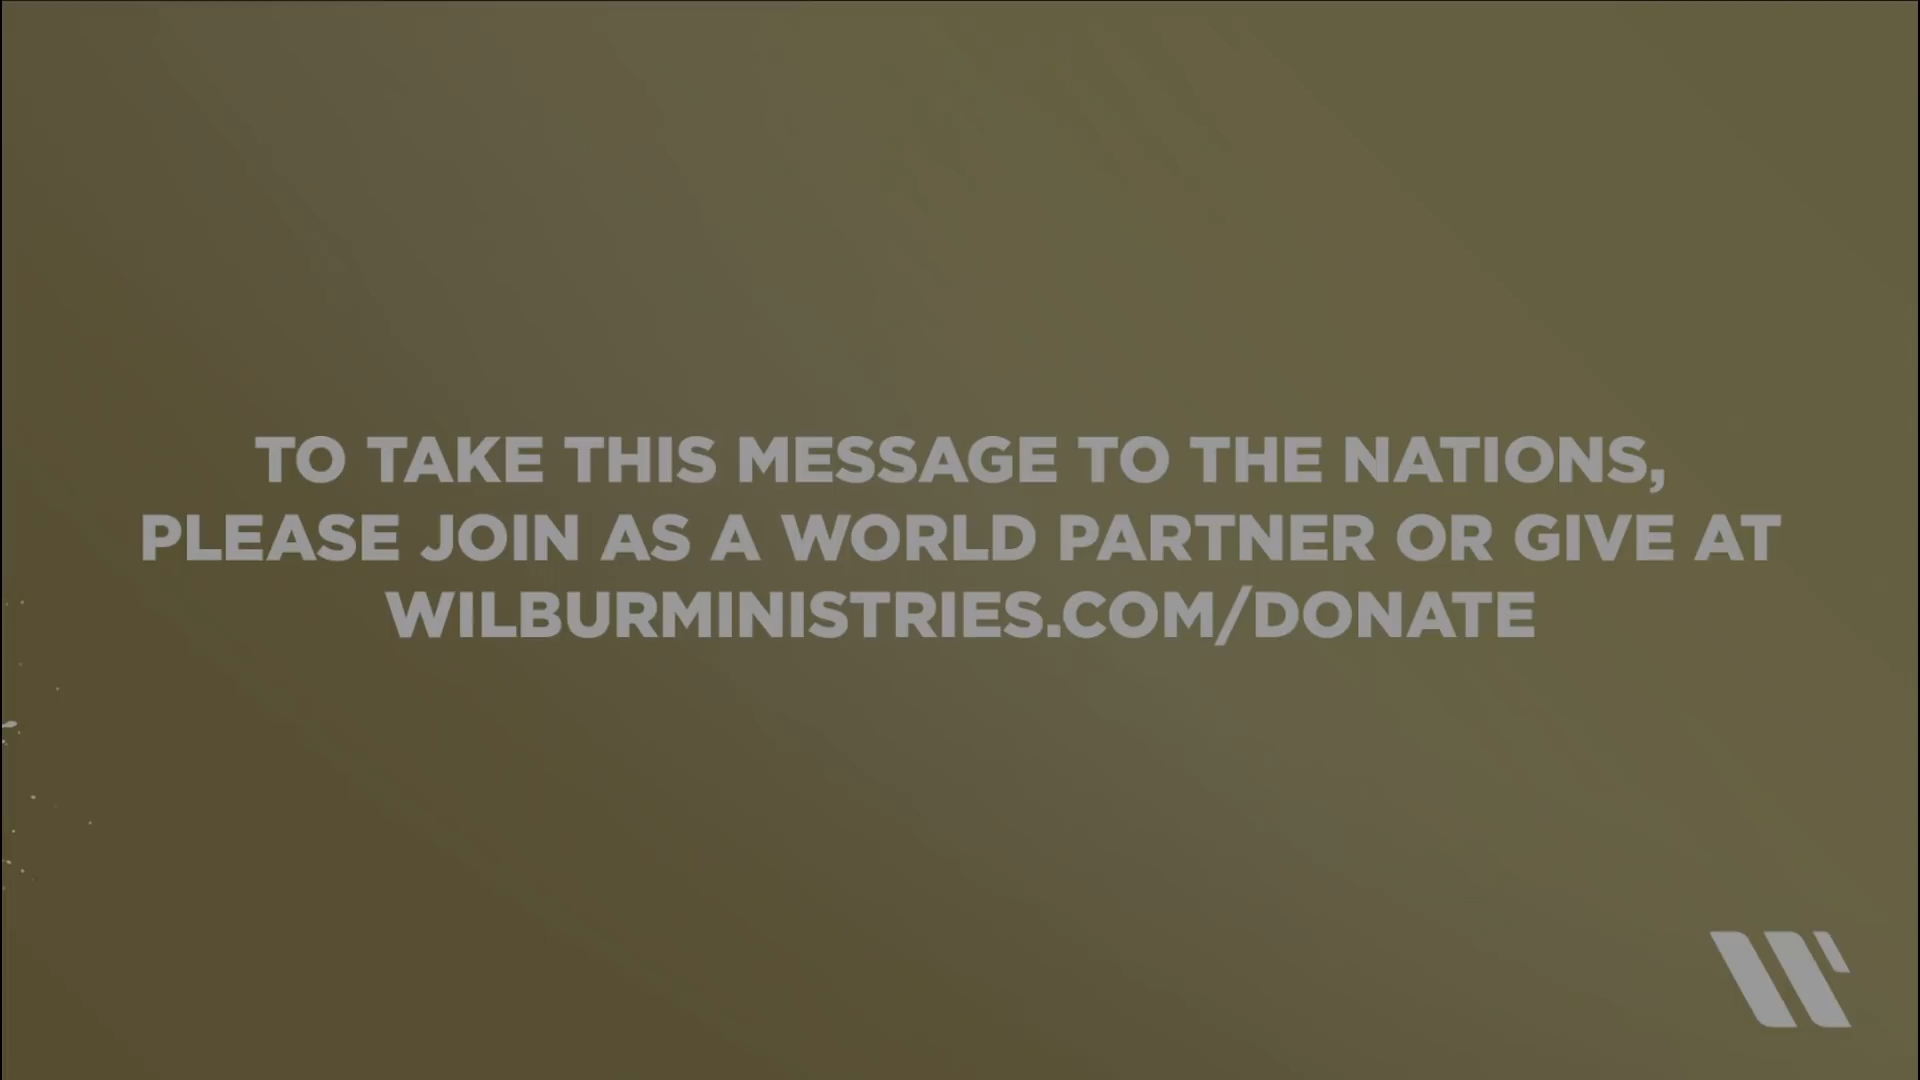 TO TAKE THIS MESSAGE TO THE NATIONS,
PLEASE JOIN AS A WORLD PARTNER OR GIVE AT
WILBURMINISTRIES.COM/DONATE